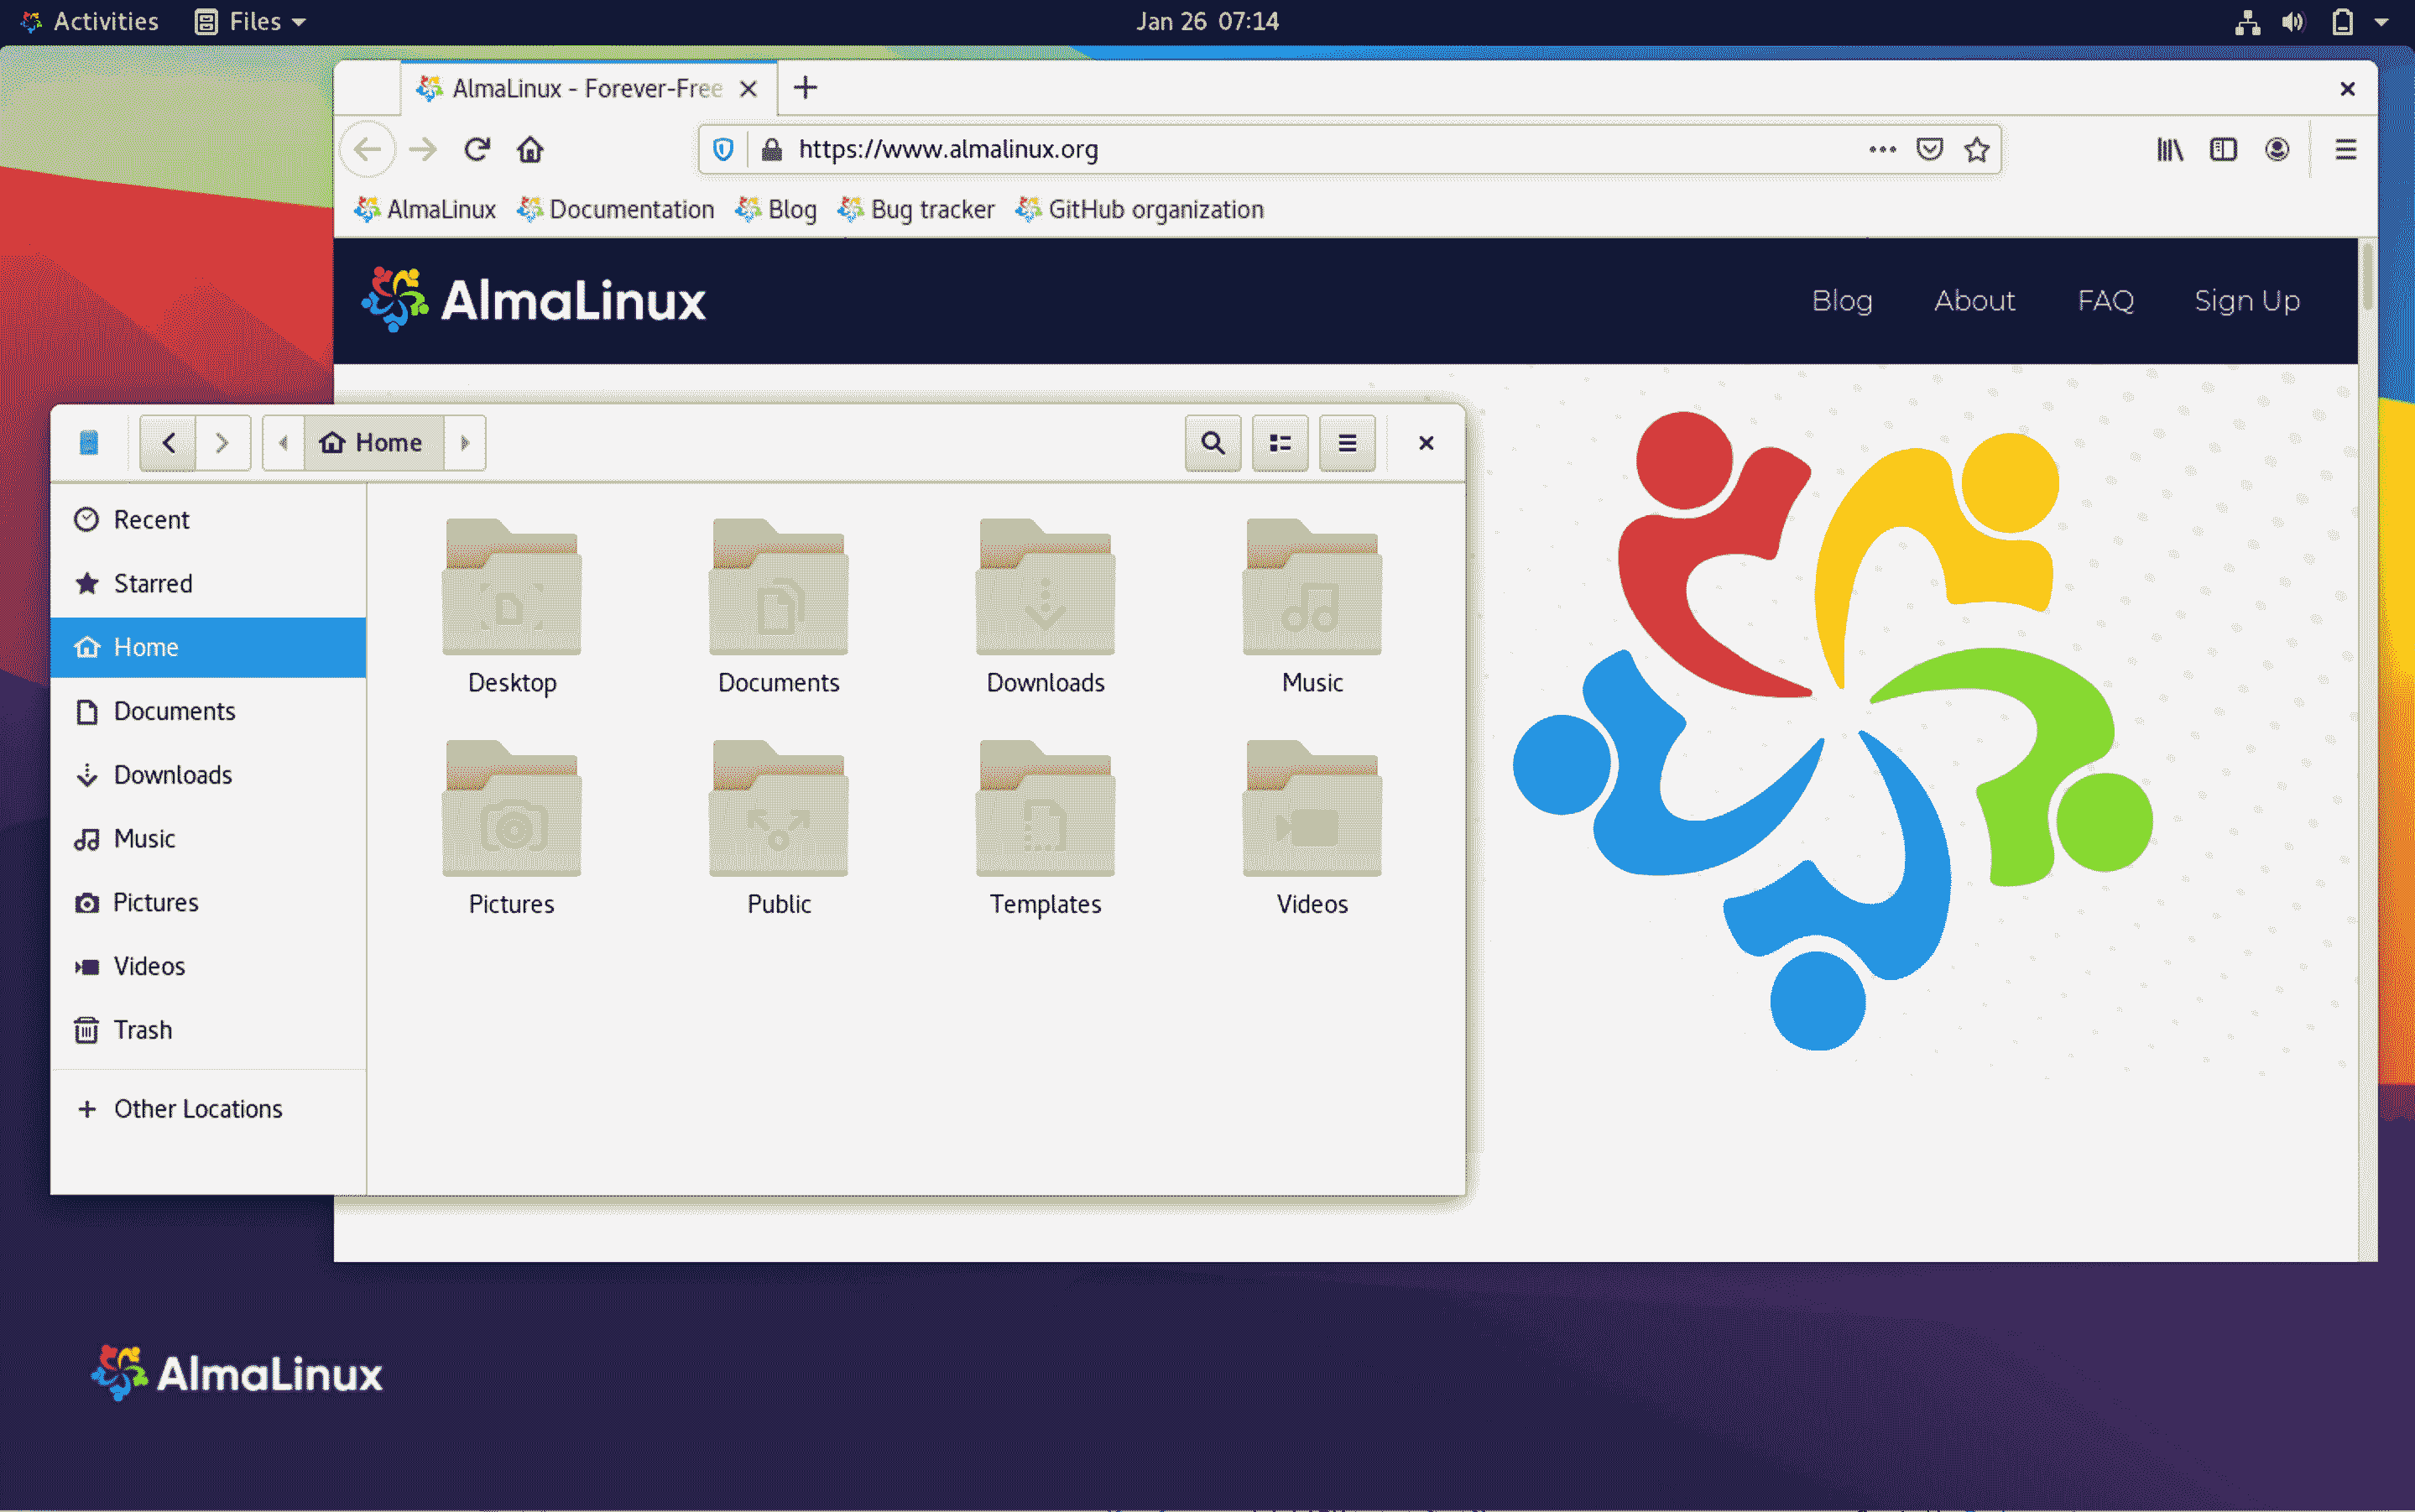 Activities Files Jan 26 07:14
AlmaLinux - Forever-Free
https://www.almalinux.org
AlmaLinux Documentation Blog Bug tracker GitHub organization
AlmaLinux Blog About FAQ Sign Up
Home
Recent
Starred
Home
Documents
Downloads
Music
Pictures
Videos
Trash
Other Locations
Desktop Documents Downloads Music
Pictures Public Templates Videos
AlmaLinux